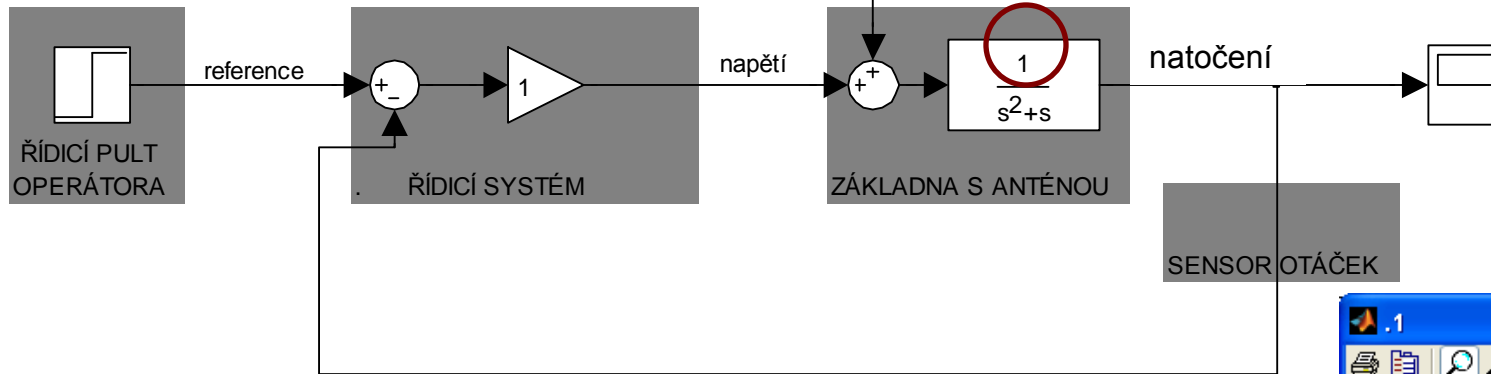 reference
+
−
1
napětí
+
+
1
s2+s
natočení
ŘÍDICÍ PULT
OPERÁTORA
. ŘÍDICÍ SYSTÉM
ZÁKLADNA S ANTÉNOU
SENSOR OTÁČEK
.1